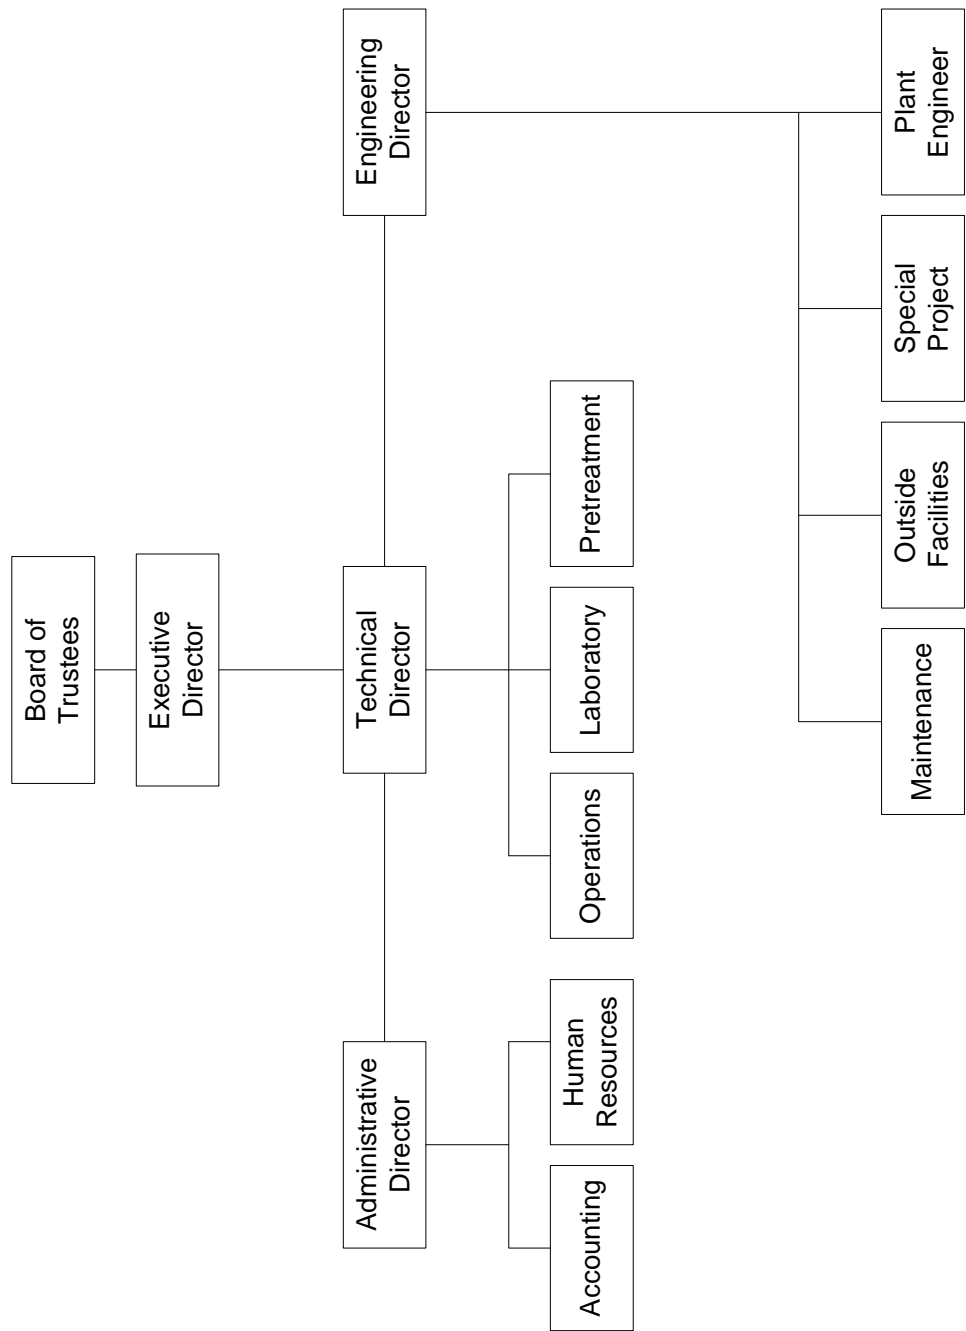 Board of
Trustees
Executive
Director
Administrative
Director
Technical
Director
Engineering
Director
Accounting
Human
Resources
Operations
Laboratory
Pretreatment
Maintenance
Outside
Facilities
Special
Project
Plant
Engineer